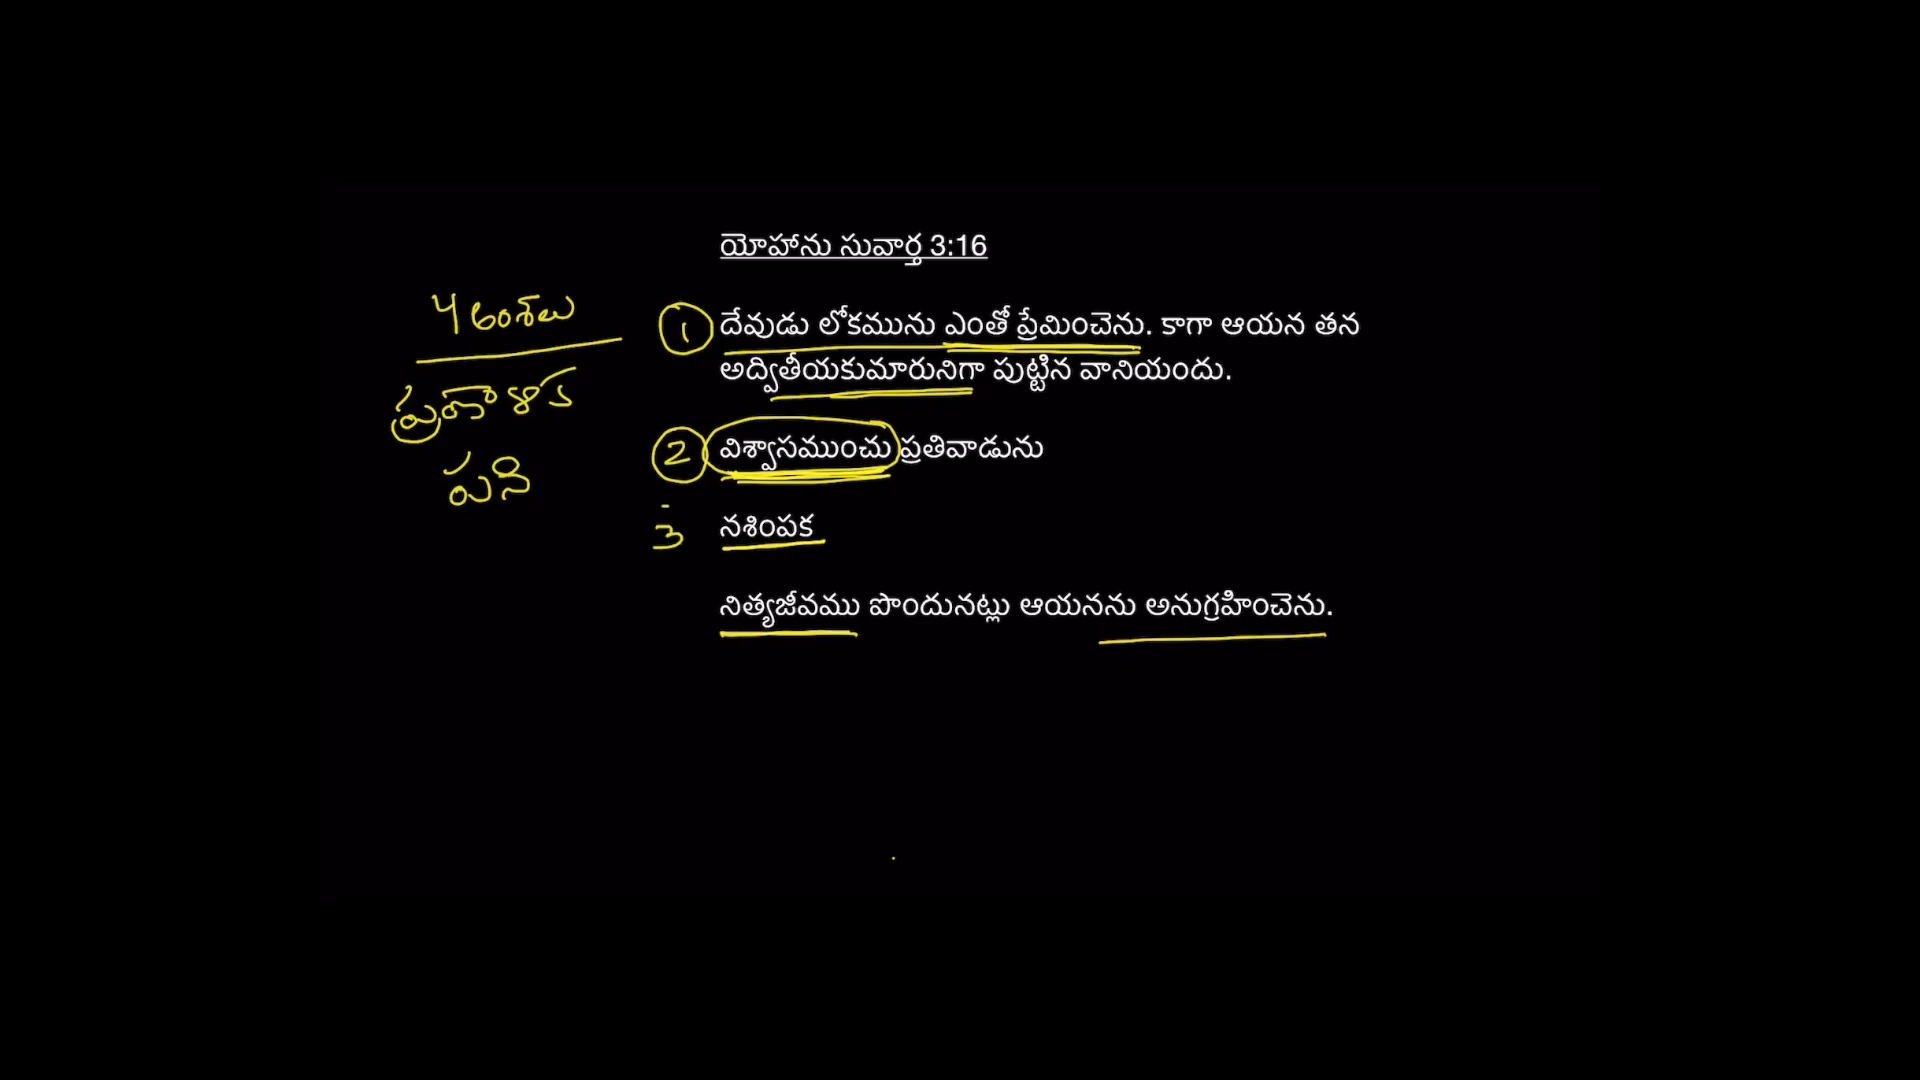 యోహాను సువార్త 3:16
4 అంశాలు
ప్రణాళిక
పని
1 దేవుడు లోకమును ఎంతో ప్రేమించెను. కాగా ఆయన తన
అద్వితీయకుమారునిగా పుట్టిన వానియందు.
2 విశ్వాసముంచు ప్రతివాడును
3 నశింపక
నిత్యజీవము పొందునట్లు ఆయనను అనుగ్రహించెను.